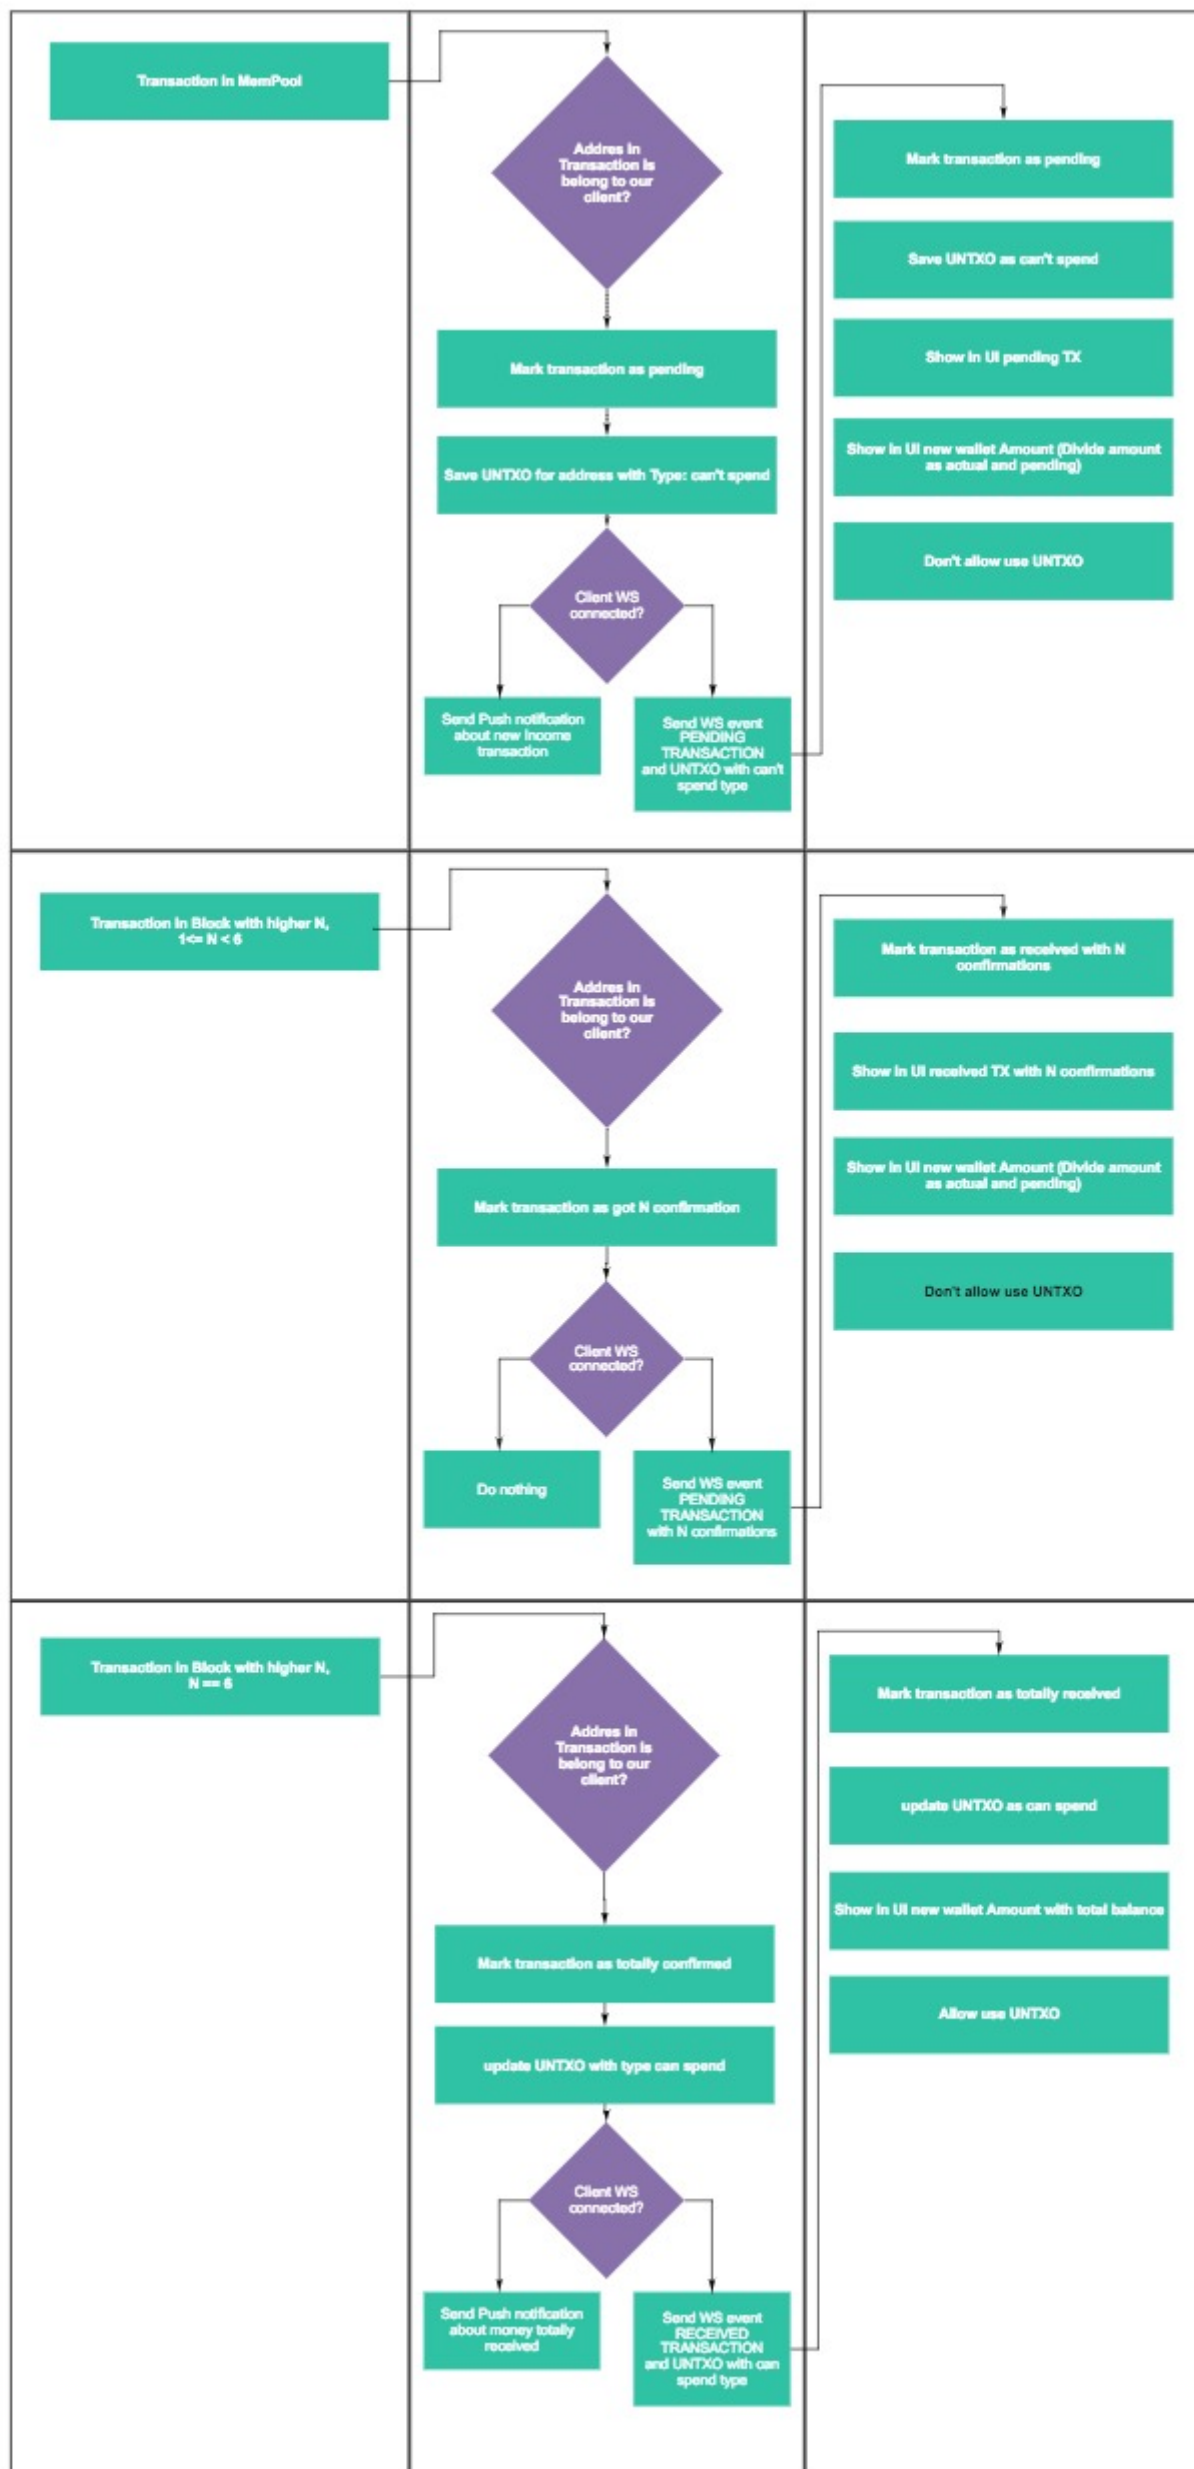 Transaction in MemPool
Addres in
Transaction is
belong to our
client?
Mark transaction as pending
Save UNTXO for address with Type: can't spend
Client WS
connected?
Send Push notification
about new income
transaction
Send WS event
PENDING
TRANSACTION
and UNTXO with can't
spend type
Mark transaction as pending
Save UNTXO as can't spend
Show in UI pending TX
Show in UI new wallet Amount (Divide amount
as actual and pending)
Don't allow use UNTXO
Transaction in Block with higher N,
1<= N < 6
Addres in
Transaction is
belong to our
client?
Mark transaction as got N confirmation
Client WS
connected?
Do nothing
Send WS event
PENDING
TRANSACTION
with N confirmations
Mark transaction as received with N
confirmations
Show in UI received TX with N confirmations
Show in UI new wallet Amount (Divide amount
as actual and pending)
Don't allow use UNTXO
Transaction in Block with higher N,
N == 6
Addres in
Transaction is
belong to our
client?
Mark transaction as totally confirmed
update UNTXO with type can spend
Client WS
connected?
Send Push notification
about money totally
received
Send WS event
RECEIVED
TRANSACTION
and UNTXO with can
spend type
Mark transaction as totally received
update UNTXO as can spend
Show in UI new wallet Amount with total balance
Allow use UNTXO